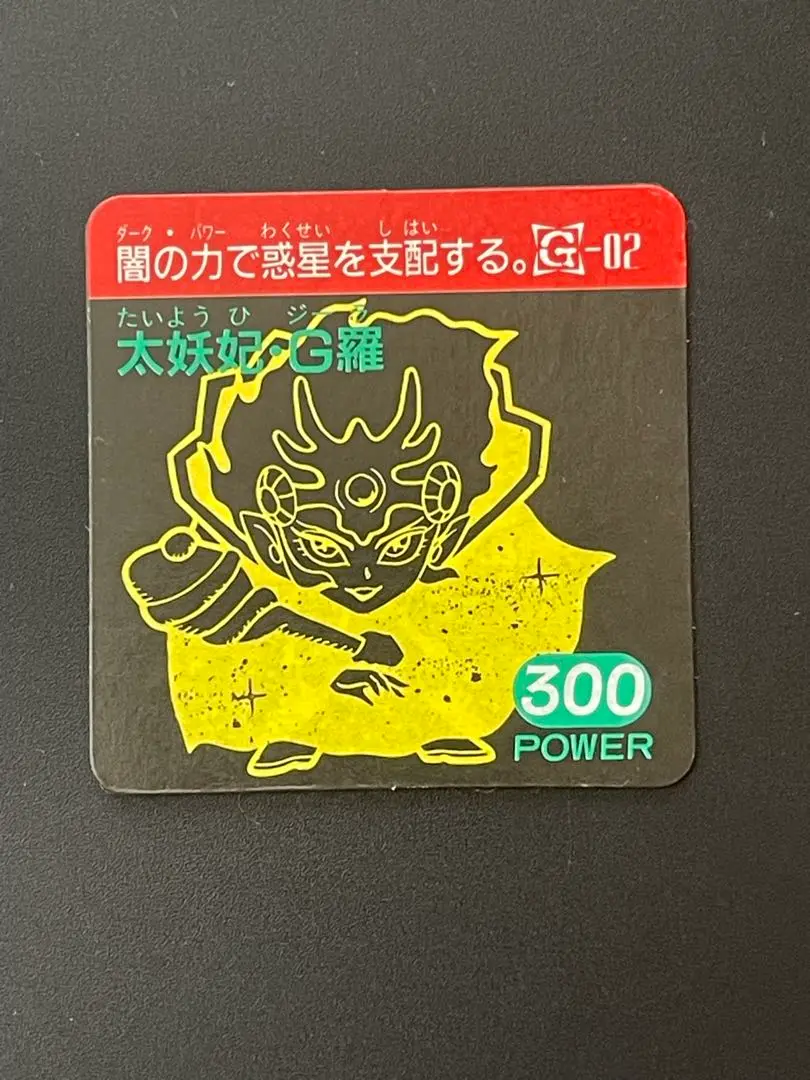 ダーク・パワー わくせい しはい
闇の力で惑星を支配する。G-02
たいようひ ジーラ
太妖妃・G羅
300
POWER